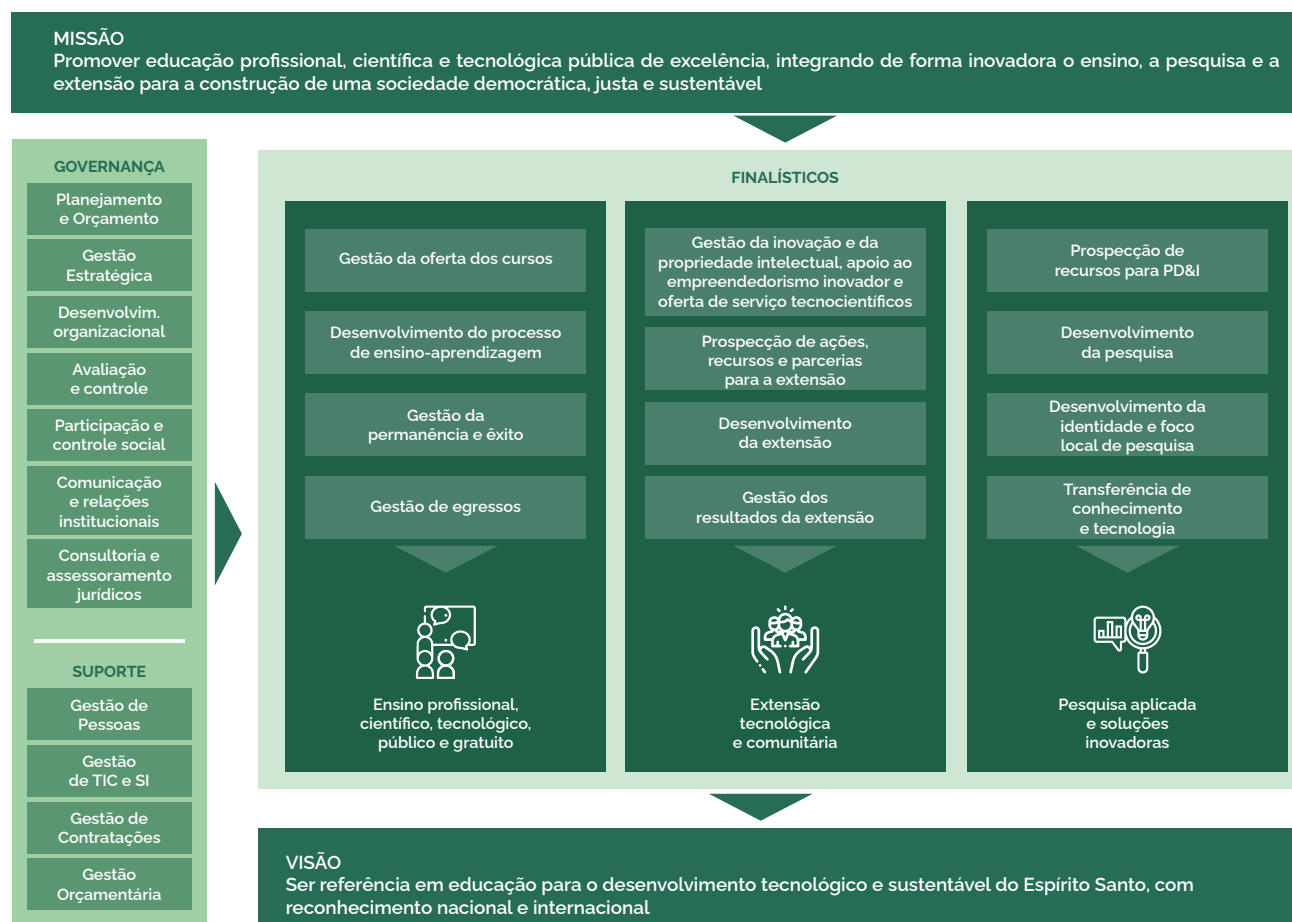 MISSÃO
Promover educação profissional, científica e tecnológica pública de excelência, integrando de forma inovadora o ensino, a pesquisa e a
extensão para a construção de uma sociedade democrática, justa e sustentável
GOVERNANÇA
Planejamento
e Orçamento
Gestão
Estratégica
Desenvolvim.
organizacional
Avaliação
e controle
Participação e
controle social
Comunicação
e relações
institucionais
Consultoria e
assessoramento
jurídicos
SUPORTE
Gestão de
Pessoas
Gestão
de TIC e SI
Gestão de
Contratações
Gestão
Orçamentária
FINALÍSTICOS
Gestão da oferta dos cursos
Desenvolvimento do processo
de ensino-aprendizagem
Gestão da
permanência e êxito
Gestão de egressos
Ensino profissional,
científico, tecnológico,
público e gratuito
Gestão da inovação e da
propriedade intelectual, apoio ao
empreendedorismo inovador e
oferta de serviço tecnocientíficos
Prospecção de ações,
recursos e parcerias
para a extensão
Desenvolvimento
da extensão
Gestão dos
resultados da extensão
Extensão
tecnológica
e comunitária
Prospecção de
recursos para PD&I
Desenvolvimento
da pesquisa
Desenvolvimento da
identidade e foco
local de pesquisa
Transferência de
conhecimento
e tecnologia
Pesquisa aplicada
e soluções
inovadoras
VISÃO
Ser referência em educação para o desenvolvimento tecnológico e sustentável do Espírito Santo, com
reconhecimento nacional e internacional